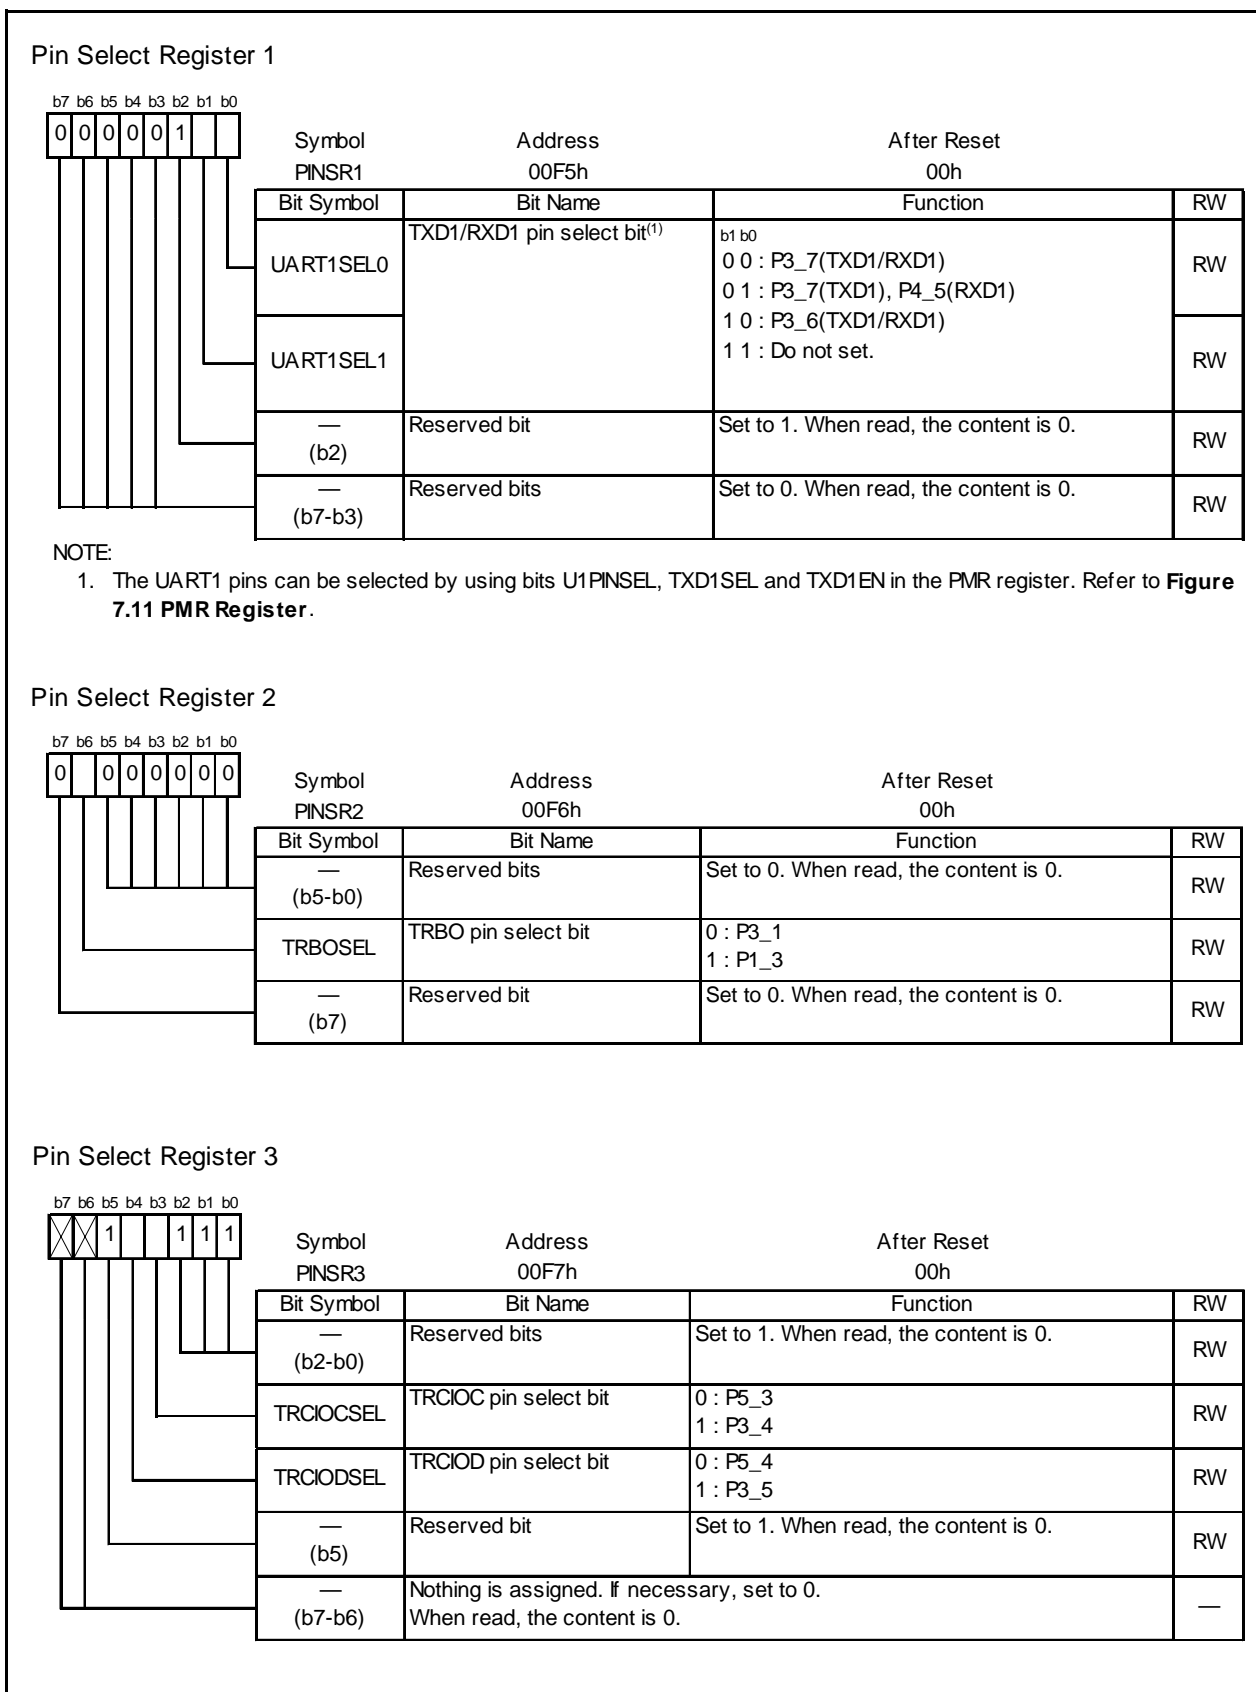 Pin Select Register 1
b7 b6 b5 b4 b3 b2 b1 b0
0 0 0 0 0 1
Symbol Address After Reset
PINSR1 00F5h 00h
Bit Symbol Bit Name Function RW
UART1SEL0 TXD1/RXD1 pin select bit(1) b1 b0
0 0 : P3_7(TXD1/RXD1) RW
0 1 : P3_7(TXD1), P4_5(RXD1)
1 0 : P3_6(TXD1/RXD1)
UART1SEL1 1 1 : Do not set. RW
— Reserved bit Set to 1. When read, the content is 0. RW
(b2)
— Reserved bits Set to 0. When read, the content is 0. RW
(b7-b3)
NOTE:
1. The UART1 pins can be selected by using bits U1PINSEL, TXD1SEL and TXD1EN in the PMR register. Refer to Figure
7.11 PMR Register.
Pin Select Register 2
b7 b6 b5 b4 b3 b2 b1 b0
0 0 0 0 0 0 0
Symbol Address After Reset
PINSR2 00F6h 00h
Bit Symbol Bit Name Function RW
— Reserved bits Set to 0. When read, the content is 0. RW
(b5-b0)
TRBOSEL TRBO pin select bit 0 : P3_1 RW
1 : P1_3
— Reserved bit Set to 0. When read, the content is 0. RW
(b7)
Pin Select Register 3
b7 b6 b5 b4 b3 b2 b1 b0
1 1 1 1
Symbol Address After Reset
PINSR3 00F7h 00h
Bit Symbol Bit Name Function RW
— Reserved bits Set to 1. When read, the content is 0. RW
(b2-b0)
TRCIOCSEL TRCIOC pin select bit 0 : P5_3 RW
1 : P3_4
TRCIODSEL TRCIOD pin select bit 0 : P5_4 RW
1 : P3_5
— Reserved bit Set to 1. When read, the content is 0. RW
(b5)
— Nothing is assigned. If necessary, set to 0. —
(b7-b6) When read, the content is 0.